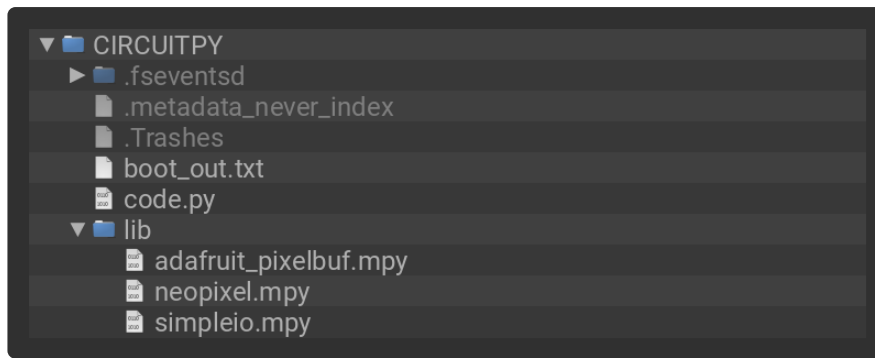 CIRCUITPY
.fseventsd
.metadata_never_index
.Trashes
boot_out.txt
code.py
lib
adafruit_pixelbuf.mpy
neopixel.mpy
simpleio.mpy